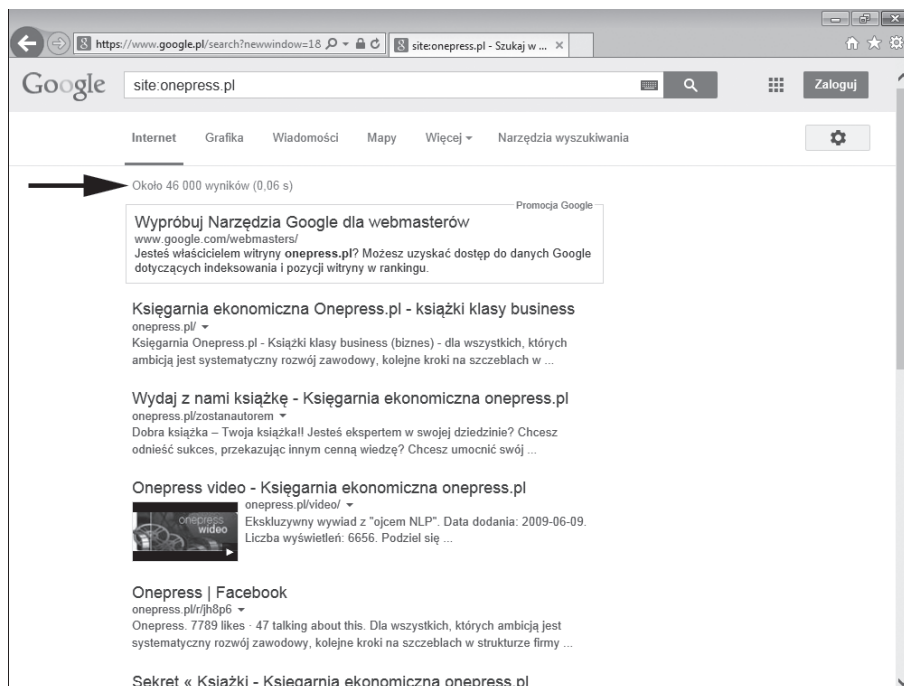 https://www.google.pl/search?newwindow=18
site:onepress.pl - Szukaj w ...
Google
site:onepress.pl
Zaloguj
Internet Grafika Wiadomości Mapy Więcej Narzędzia wyszukiwania
Około 46 000 wyników (0,06 s)
Promocja Google
Wypróbuj Narzędzia Google dla webmasterów
www.google.com/webmasters/
Jesteś właścicielem witryny onepress.pl? Możesz uzyskać dostęp do danych Google
dotyczących indeksowania i pozycji witryny w rankingu.
Księgarnia ekonomiczna Onepress.pl - książki klasy business
onepress.pl/
Księgarnia Onepress.pl - Książki klasy business (biznes) - dla wszystkich, których
ambicją jest systematyczny rozwój zawodowy, kolejne kroki na szczeblach w ...
Wydaj z nami książkę - Księgarnia ekonomiczna onepress.pl
onepress.pl/zostanautorem
Dobra książka – Twoja książka!! Jesteś ekspertem w swojej dziedzinie? Chcesz
odnieść sukces, przekazując innym cenną wiedzę? Chcesz umocnić swój ...
Onepress video - Księgarnia ekonomiczna onepress.pl
onepress.pl/video/
onepress
wideo
Ekskluzywny wywiad z "ojcem NLP". Data dodania: 2009-06-09.
Liczba wyświetleń: 6656. Podziel się ...
Onepress | Facebook
onepress.pl/r/jh8p6
Onepress. 7789 likes · 47 talking about this. Dla wszystkich, których ambicją jest
systematyczny rozwój zawodowy, kolejne kroki na szczeblach w strukturze firmy ...
Sekret « Książki - Księgarnia ekonomiczna onepress.pl